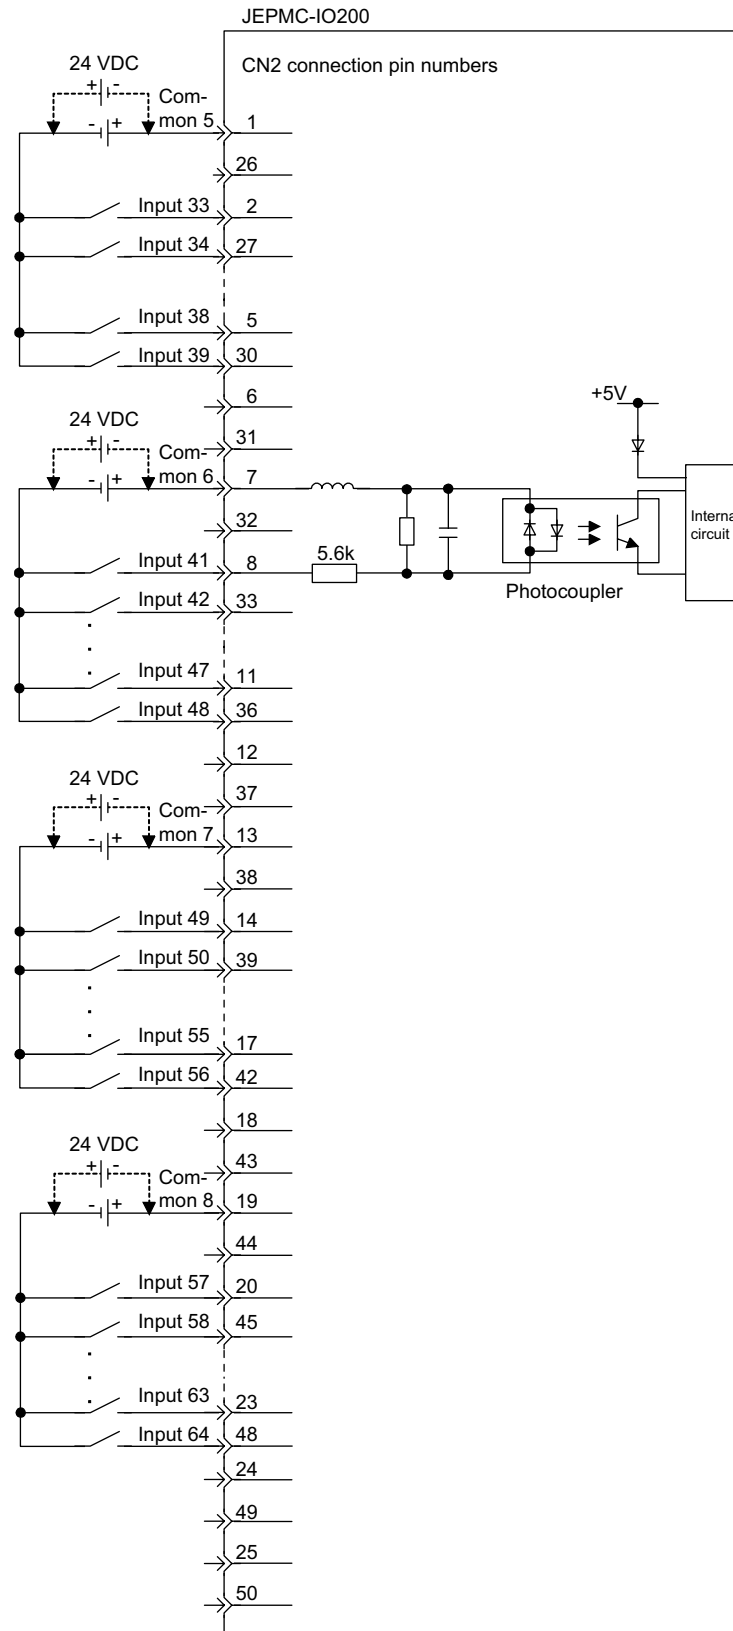 JEPMC-IO200
CN2 connection pin numbers
24 VDC
+ -
Com-
mon 5
- +
1
26
Input 33 2
Input 34 27
Input 38 5
Input 39 30
6
31
24 VDC
+ -
Com-
mon 6
- +
7
32
Input 41 8
Input 42 33
Input 47 11
Input 48 36
5.6k
+5V
Photocoupler
Interna
circuit
12
37
24 VDC
+ -
Com-
mon 7
- +
13
38
Input 49 14
Input 50 39
Input 55 17
Input 56 42
18
43
24 VDC
+ -
Com-
mon 8
- +
19
44
Input 57 20
Input 58 45
Input 63 23
Input 64 48
24
49
25
50